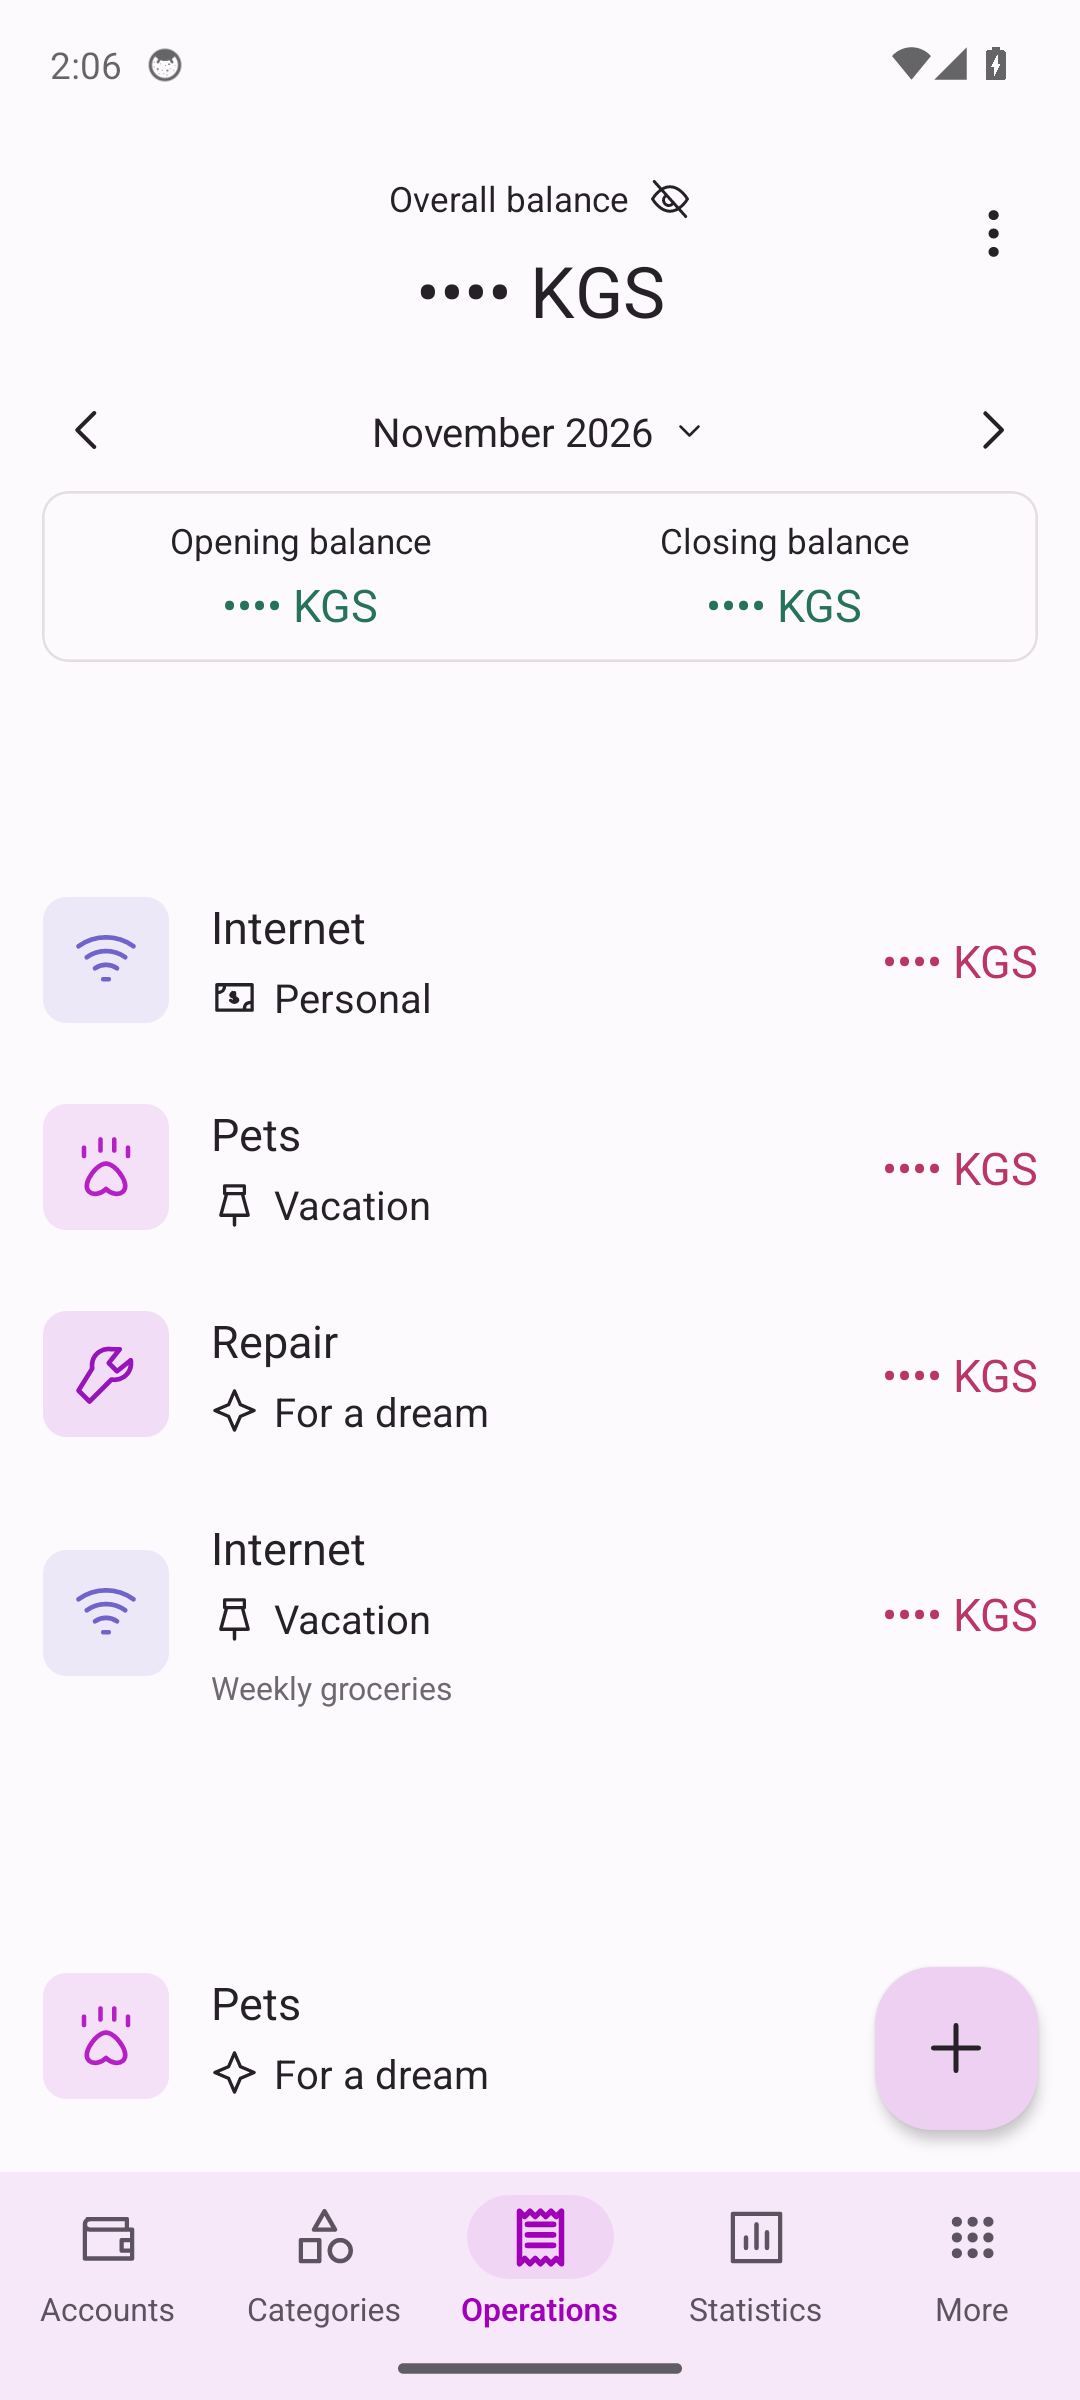 2:06
Overall balance
•••• KGS
November 2026
Opening balance
Closing balance
•••• KGS
•••• KGS
Internet
Personal
•••• KGS
Pets
Vacation
•••• KGS
Repair
For a dream
•••• KGS
Internet
Vacation
Weekly groceries
•••• KGS
Pets
For a dream
Accounts
Categories
Operations
Statistics
More